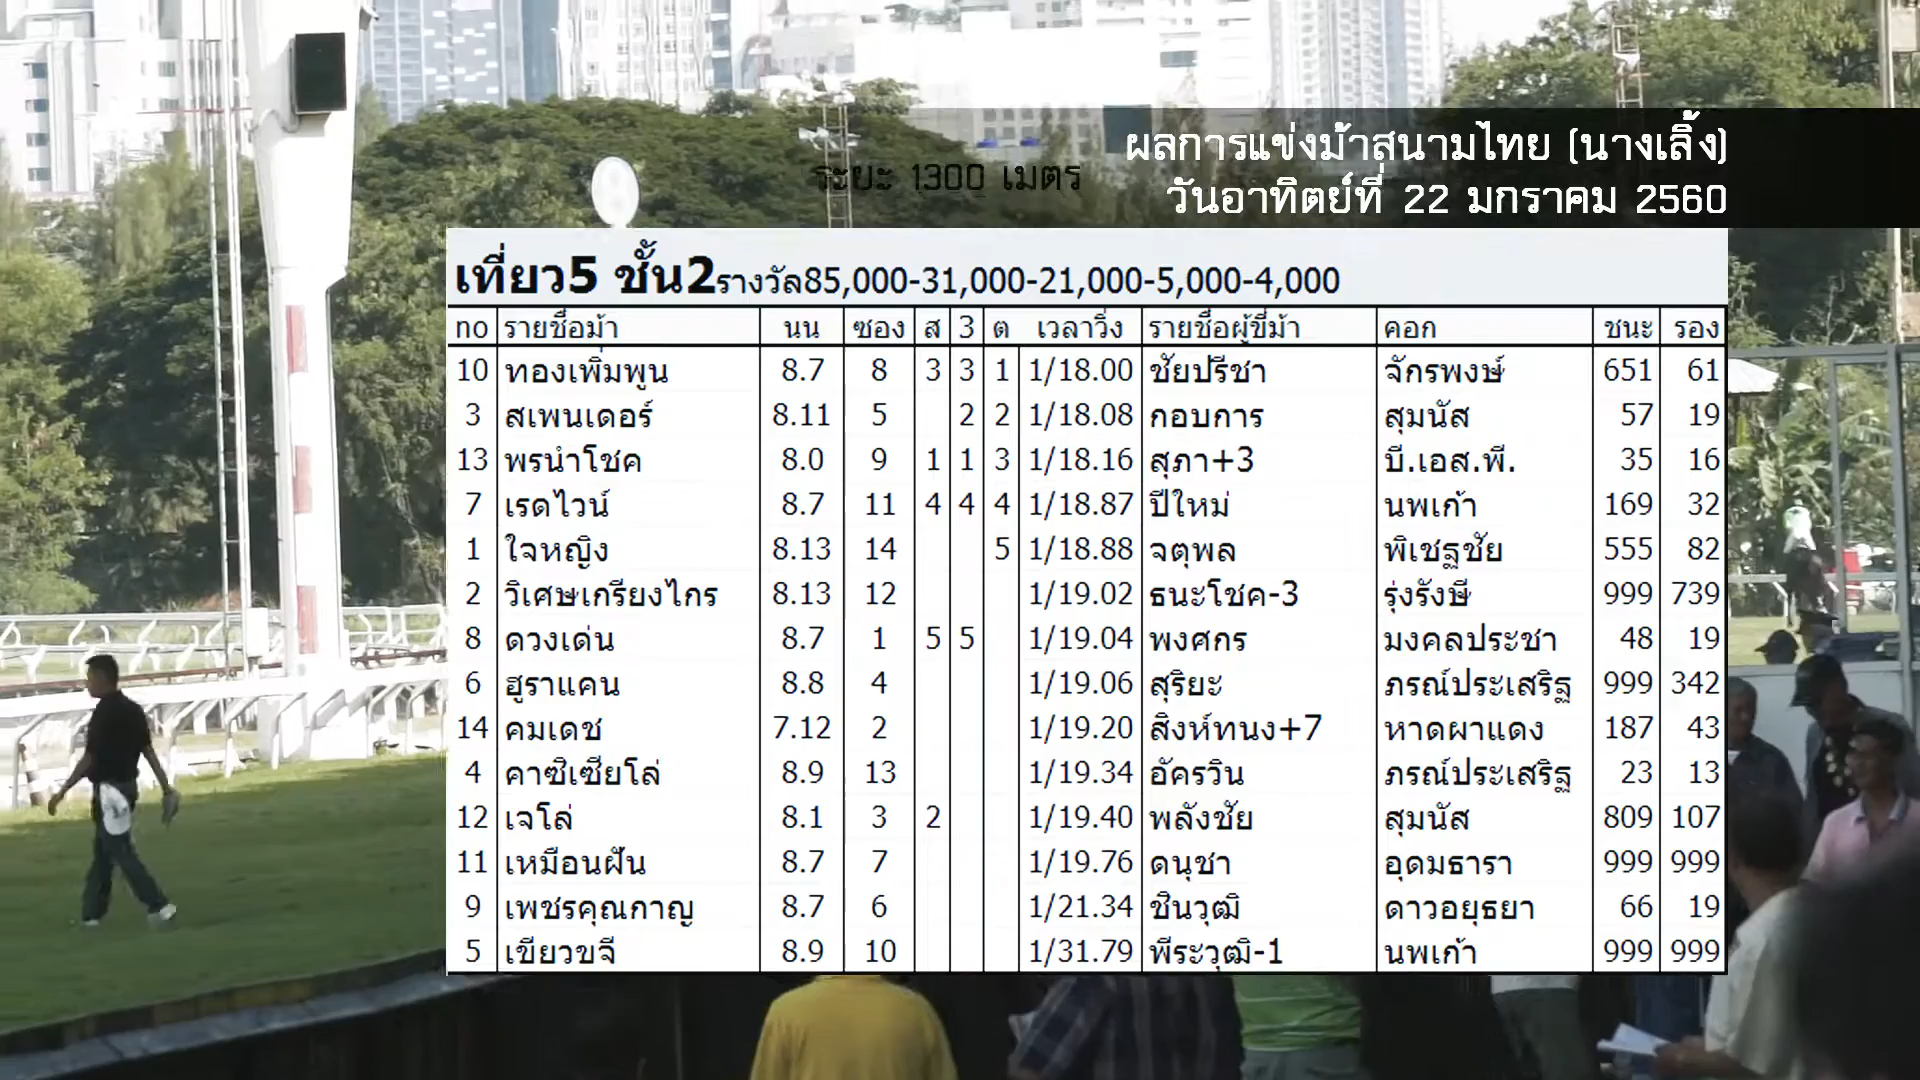 ผลการแข่งม้าสนามไทย (นางเลิ้ง)
ระยะ 1300 เมตร
วันอาทิตย์ที่ 22 มกราคม 2560
เที่ยว5 ชั้น2รางวัล85,000-31,000-21,000-5,000-4,000
no รายชื่อม้า นน ซอง ส 3 ต เวลาวิ่ง รายชื่อผู้ขี่ม้า คอก ชนะ รอง
10 ทองเพิ่มพูน 8.7 8 3 3 1 1/18.00 ชัยปรีชา จักรพงษ์ 651 61
3 สเพนเดอร์ 8.11 5 2 2 1/18.08 กอบการ สุมนัส 57 19
13 พรนำโชค 8.0 9 1 1 3 1/18.16 สุภา+3 บี.เอส.พี. 35 16
7 เรดไวน์ 8.7 11 4 4 4 1/18.87 ปีใหม่ นพเก้า 169 32
1 ใจหญิง 8.13 14 5 1/18.88 จตุพล พิเชฐชัย 555 82
2 วิเศษเกรียงไกร 8.13 12 1/19.02 ธนะโชค-3 รุ่งรังษี 999 739
8 ดวงเด่น 8.7 1 5 5 1/19.04 พงศกร มงคลประชา 48 19
6 ฮูราแคน 8.8 4 1/19.06 สุริยะ ภรณ์ประเสริฐ 999 342
14 คมเดช 7.12 2 1/19.20 สิงห์ทนง+7 หาดผาแดง 187 43
4 คาซิเซียโล่ 8.9 13 1/19.34 อัครวิน ภรณ์ประเสริฐ 23 13
12 เจโล่ 8.1 3 2 1/19.40 พลังชัย สุมนัส 809 107
11 เหมือนฝัน 8.7 7 1/19.76 ดนุชา อุดมธารา 999 999
9 เพชรคุณกาญ 8.7 6 1/21.34 ชินวุฒิ ดาวอยุธยา 66 19
5 เขียวขจี 8.9 10 1/31.79 พีระวุฒิ-1 นพเก้า 999 999